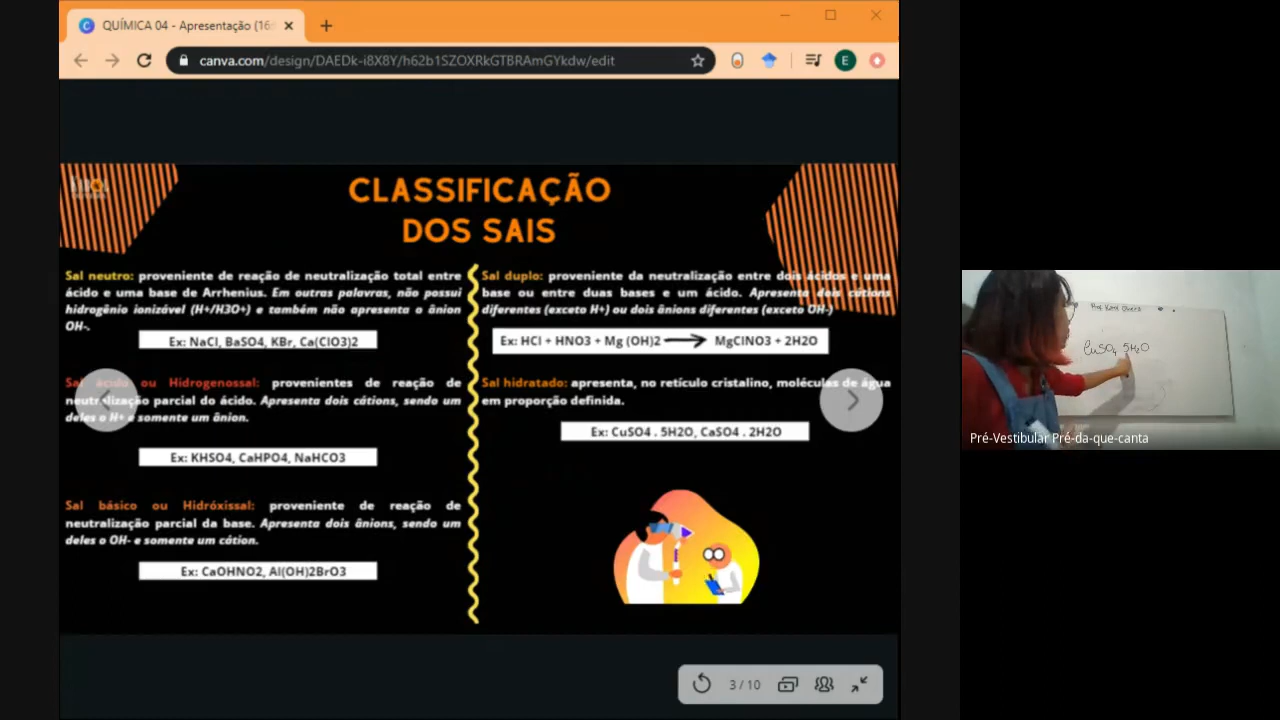 QUÍMICA 04 - Apresentação (16:
canva.com/design/DAEDk-i8X8Y/h62b1SZOXRkGTBRAmGYkdw/edit
E
CLASSIFICAÇÃO
DOS SAIS
Sal neutro: proveniente de reação de neutralização total entre
ácido e uma base de Arrhenius. Em outras palavras, não possui
hidrogênio ionizável (H+/H3O+) e também não apresenta o ânion
OH-.
Ex: NaCl, BaSO4, KBr, Ca(ClO3)2
Sal ácido ou Hidrogenossal: provenientes de reação de
neutralização parcial do ácido. Apresenta dois cátions, sendo um
deles o H+ e somente um ânion.
Ex: KHSO4, CaHPO4, NaHCO3
Sal básico ou Hidróxissal: proveniente de reação de
neutralização parcial da base. Apresenta dois ânions, sendo um
deles o OH- e somente um cátion.
Ex: CaOHNO2, Al(OH)2BrO3
Sal duplo: proveniente da neutralização entre dois ácidos e uma
base ou entre duas bases e um ácido. Apresenta dois cátions
diferentes (exceto H+) ou dois ânions diferentes (exceto OH-)
Ex: HCl + HNO3 + Mg (OH)2 → MgClNO3 + 2H2O
Sal hidratado: apresenta, no retículo cristalino, moléculas de água
em proporção definida.
Ex: CuSO4 . 5H2O, CaSO4 . 2H2O
3 / 10
CuSO4 5H2O
Pré-Vestibular Pré-da-que-canta